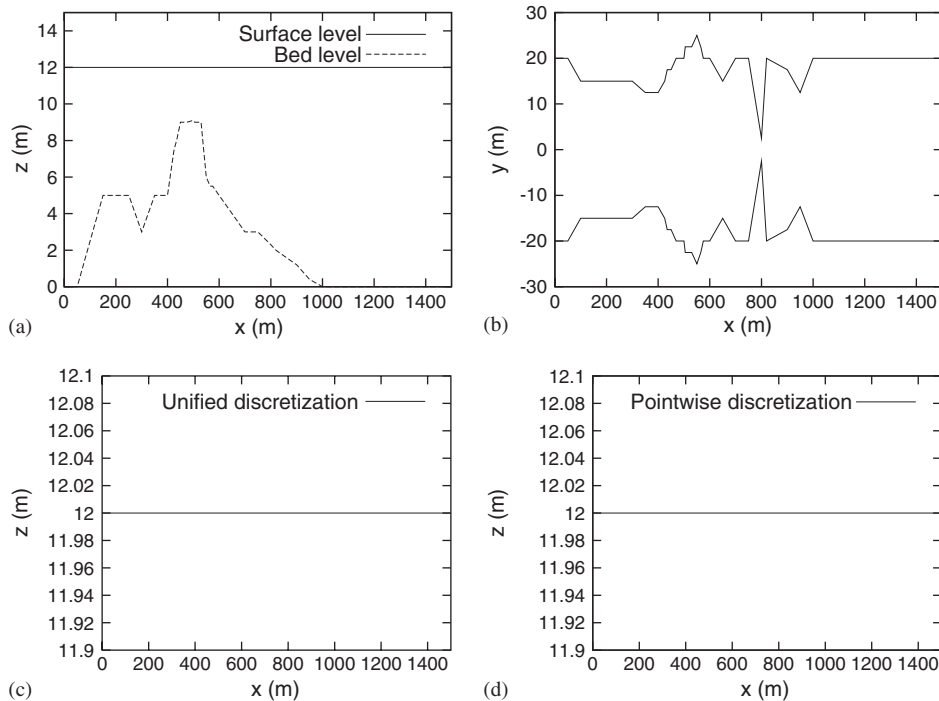 Surface level
Bed level
14
12
10
8
6
4
2
0
z (m)
0 200 400 600 800 1000 1200 1400
x (m)
(a)
30
20
10
0
-10
-20
-30
y (m)
0 200 400 600 800 1000 1200 1400
x (m)
(b)
Unified discretization
12.1
12.08
12.06
12.04
12.02
12
11.98
11.96
11.94
11.92
11.9
z (m)
0 200 400 600 800 1000 1200 1400
x (m)
(c)
Pointwise discretization
12.1
12.08
12.06
12.04
12.02
12
11.98
11.96
11.94
11.92
11.9
z (m)
0 200 400 600 800 1000 1200 1400
x (m)
(d)